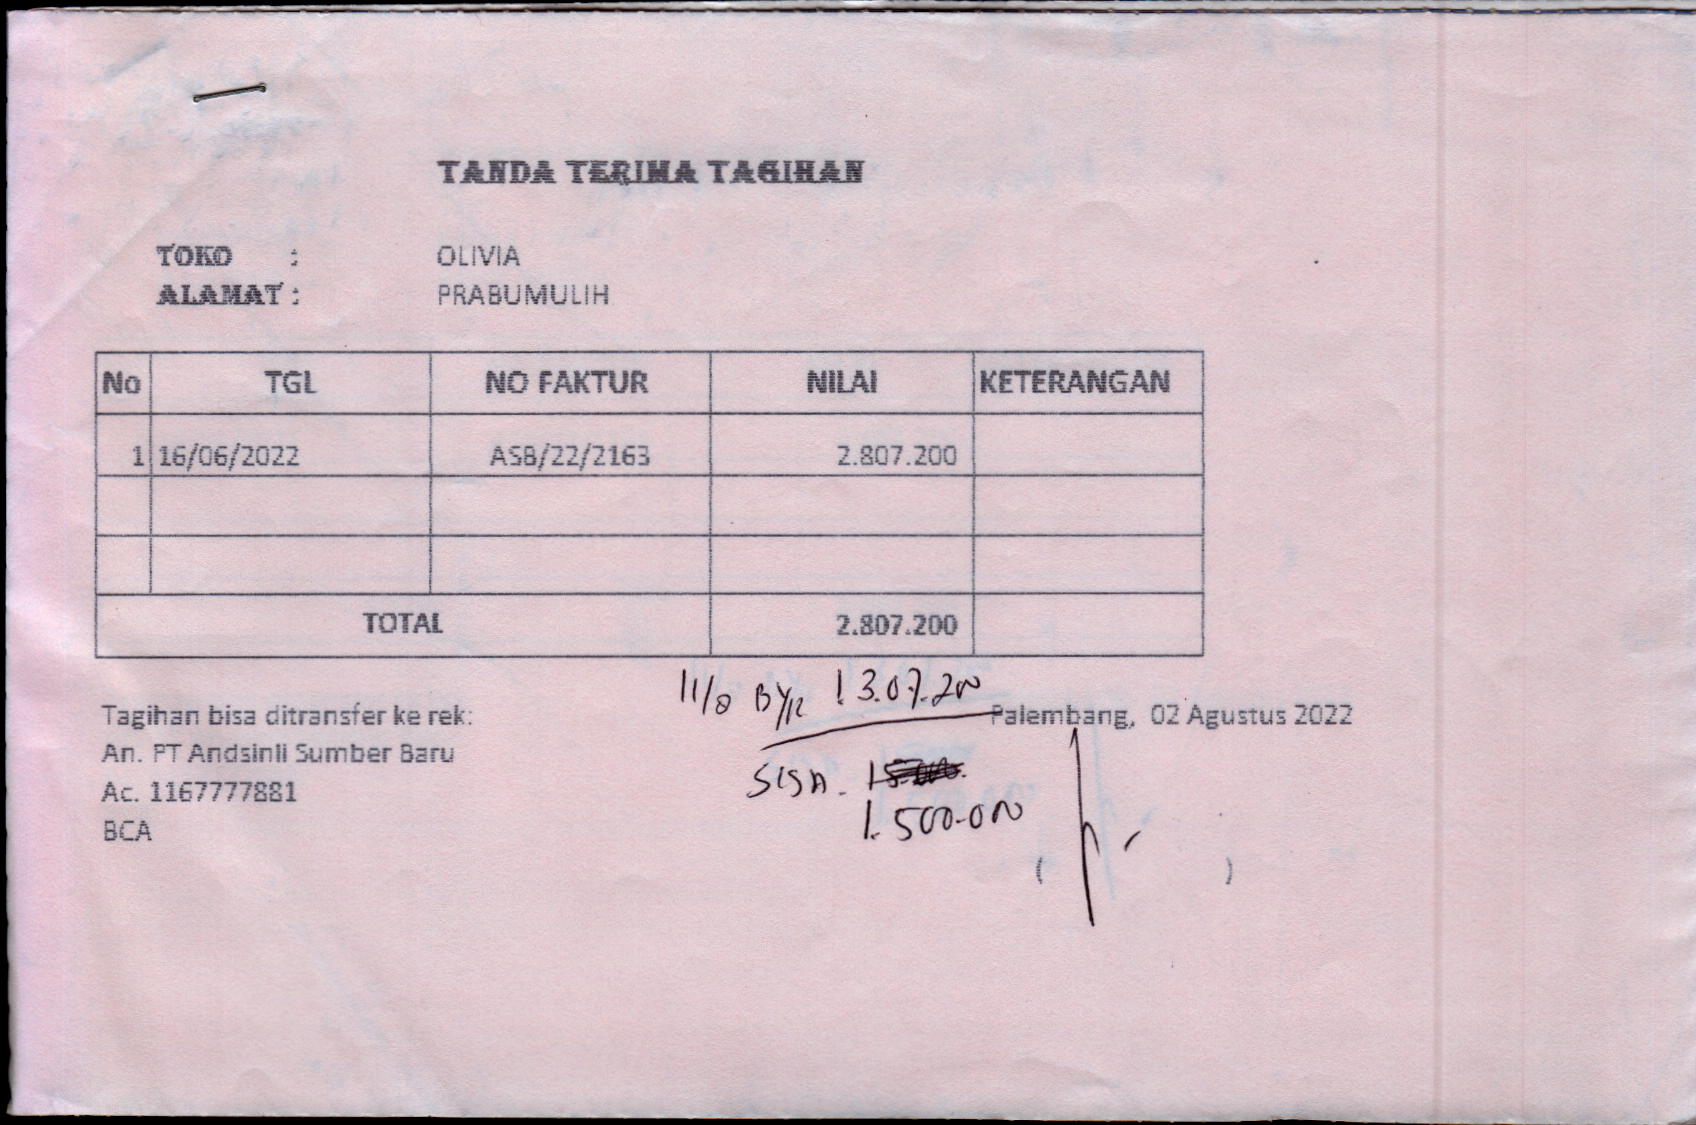 TANDA TERIMA TAGIHAN
TOKO : OLIVIA
ALAMAT : PRABUMULIH
No TGL NO FAKTUR NILAI KETERANGAN
1 16/06/2022 ASB/22/2163 2.807.200
TOTAL 2.807.200
11/8 BYR 1.307.200
Tagihan bisa ditransfer ke rek: Palembang, 02 Agustus 2022
An. PT Andsinli Sumber Baru
SISA.
Ac. 1167777881
1.500.000
BCA
( )